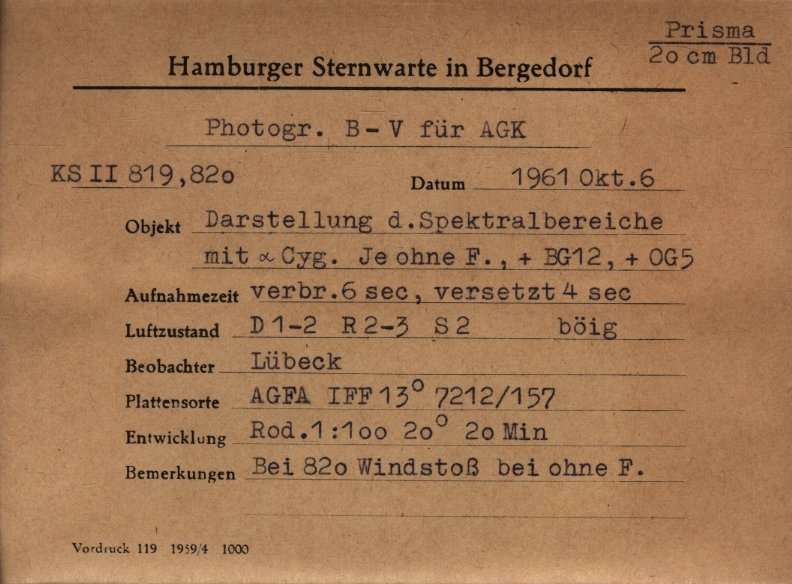 Prisma
20 cm Bld
Hamburger Sternwarte in Bergedorf
Photogr. B-V für AGK
KS II 819,820
Datum 1961 Okt.6
Objekt Darstellung d.Spektralbereiche
mit α Cyg. Je ohne F., + BG12, + OG5
Aufnahmezeit verbr.6 sec, versetzt 4 sec
Luftzustand D 1-2 R 2-3 S 2 böig
Beobachter Lübeck
Plattensorte AGFA IFF 13° 7212/157
Entwicklung Rod.1:100 20° 20 Min
Bemerkungen Bei 820 Windstoß bei ohne F.
Vordruck 119 1959/4 1000